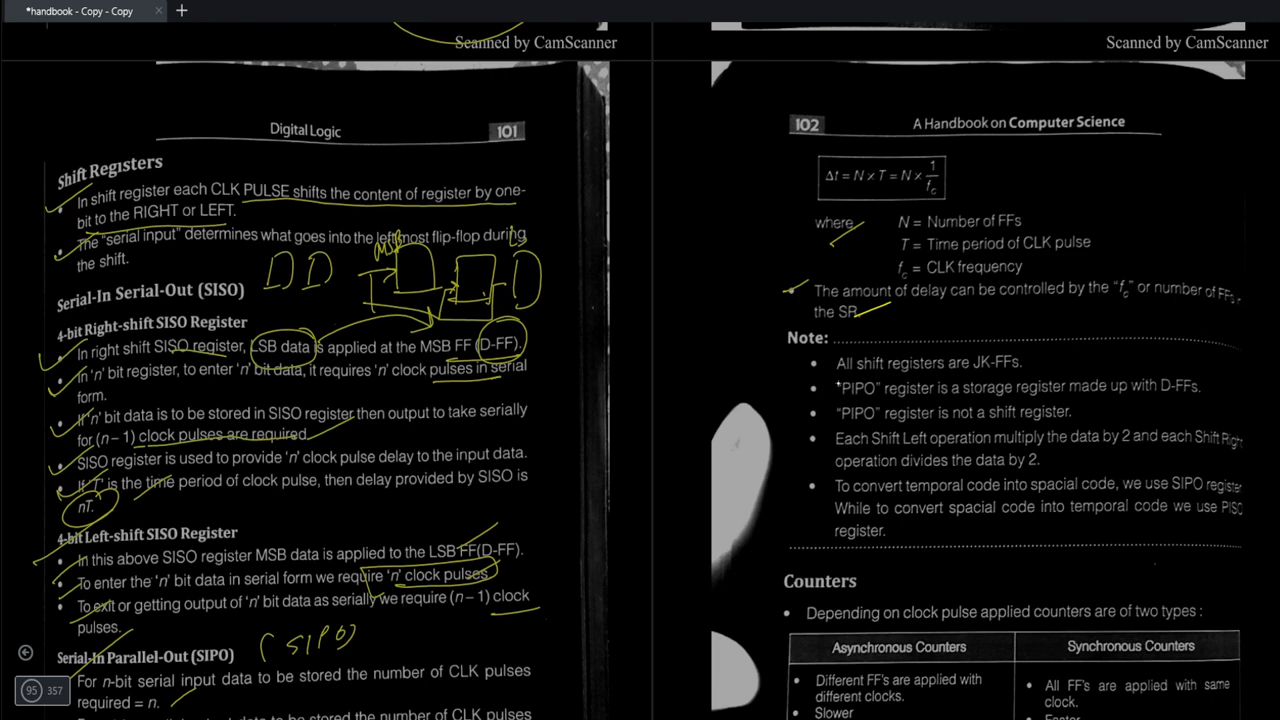 *handbook - Copy - Copy
Scanned by CamScanner
Scanned by CamScanner
Digital Logic 101
Shift Registers
• In shift register each CLK PULSE shifts the content of register by one-
bit to the RIGHT or LEFT.
• The "serial input" determines what goes into the leftmost flip-flop during
the shift.
MSB
LS
Serial-In Serial-Out (SISO)
4-bit Right-shift SISO Register
• In right shift SISO register, LSB data is applied at the MSB FF (D-FF).
• In 'n' bit register, to enter 'n' bit data, it requires 'n' clock pulses in serial
form.
• If 'n' bit data is to be stored in SISO register then output to take serially
for (n – 1) clock pulses are required.
• SISO register is used to provide 'n' clock pulse delay to the input data.
• If 'T' is the time period of clock pulse, then delay provided by SISO is
nT.
4-bit Left-shift SISO Register
• In this above SISO register MSB data is applied to the LSB FF(D-FF).
• To enter the 'n' bit data in serial form we require 'n' clock pulses
• To exit or getting output of 'n' bit data as serially we require (n – 1) clock
pulses.
(SIPO)
Serial-In Parallel-Out (SIPO)
• For n-bit serial input data to be stored the number of CLK pulses
required = n.
95 357
102 A Handbook on Computer Science
Δt = N × T = N × 1/fc
where, N = Number of FFs
T = Time period of CLK pulse
fc = CLK frequency
• The amount of delay can be controlled by the "fc" or number of FFs
the SR.
Note:
• All shift registers are JK-FFs.
• "PIPO" register is a storage register made up with D-FFs.
• "PIPO" register is not a shift register.
• Each Shift Left operation multiply the data by 2 and each Shift Right
operation divides the data by 2.
• To convert temporal code into spacial code, we use SIPO register
While to convert spacial code into temporal code we use PISO
register.
Counters
• Depending on clock pulse applied counters are of two types :
Asynchronous Counters Synchronous Counters
• Different FF's are applied with
different clocks.
• Slower
• All FF's are applied with same
clock.